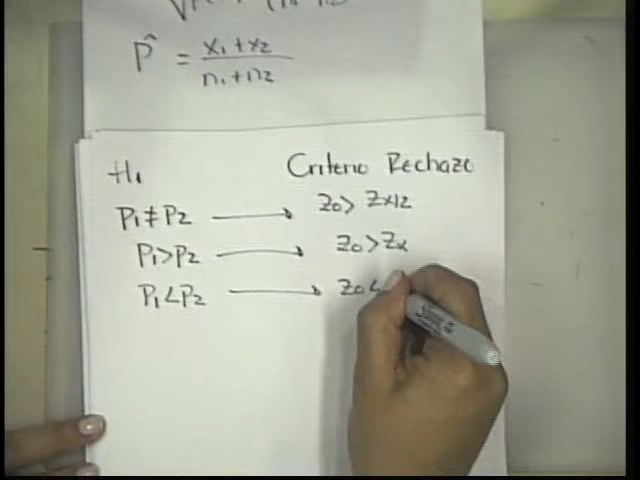 P̂ = x1+x2 / n1+n2
H1 Criterio Rechazo
P1≠P2 → Z0> Zα/2
P1>P2 → Z0>Zα
P1<P2 → Z0<